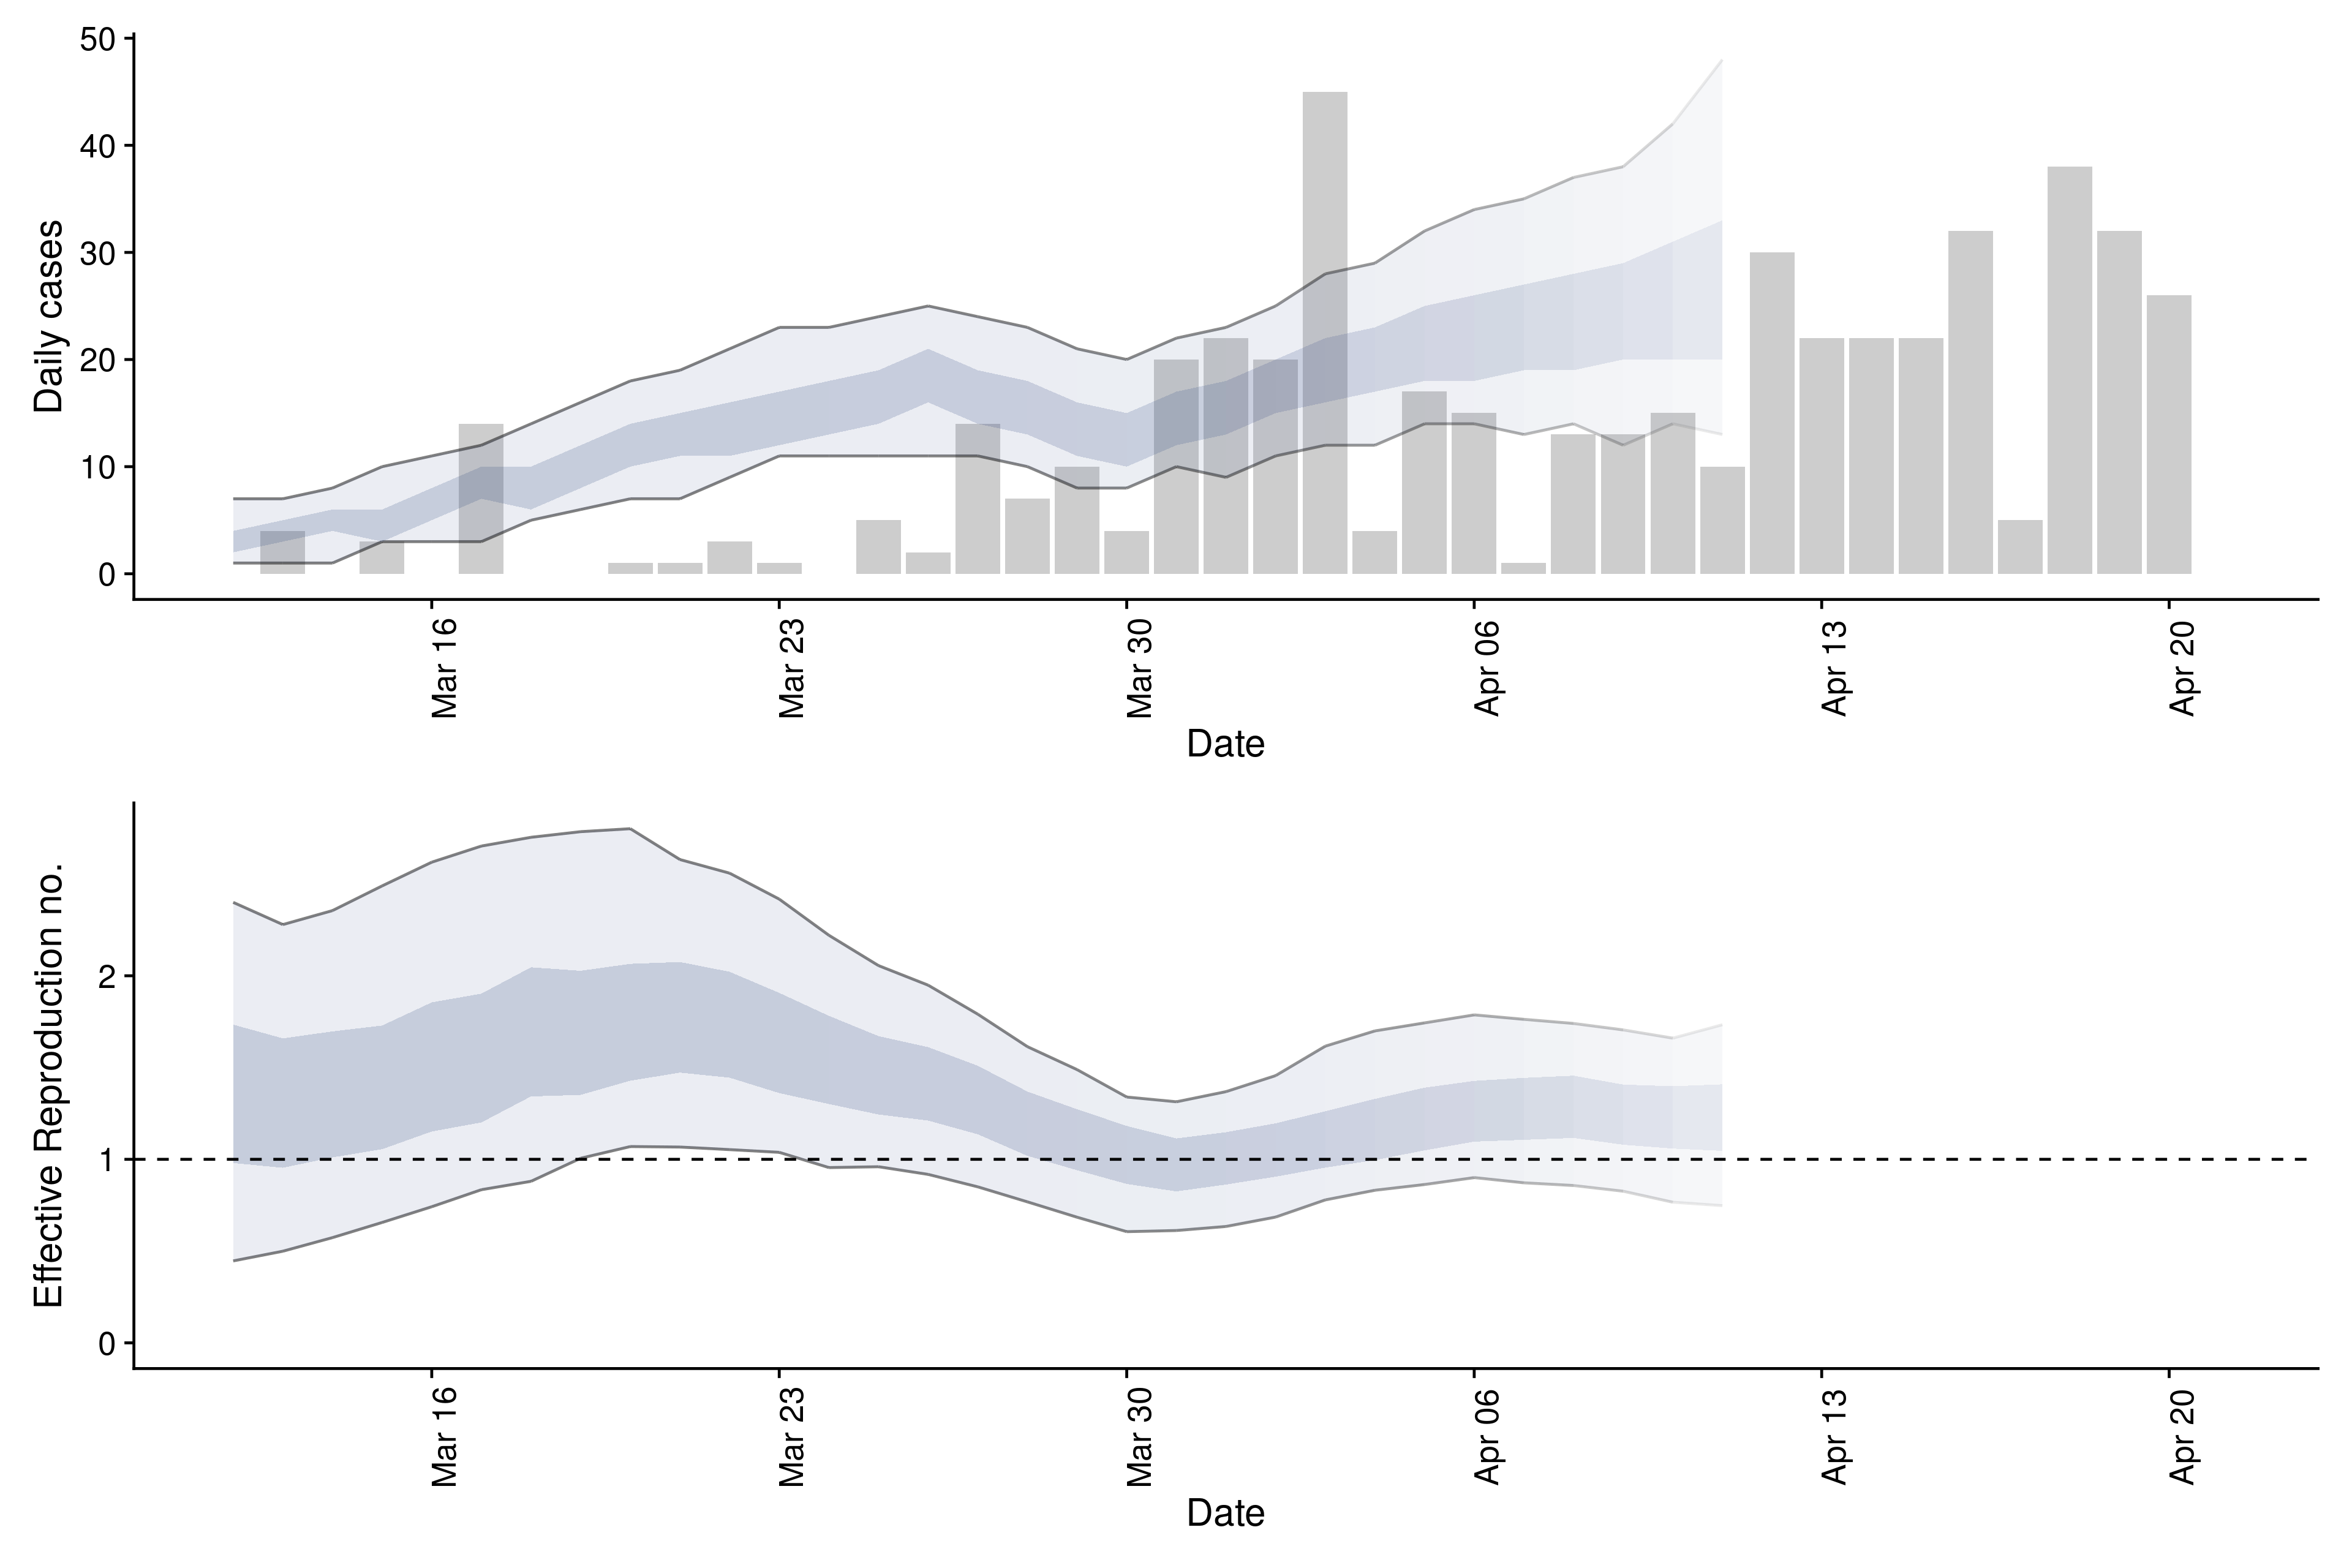 Daily cases
50
40
30
20
10
0
Mar 16
Mar 23
Mar 30
Apr 06
Apr 13
Apr 20
Date
Effective Reproduction no.
2
1
0
Mar 16
Mar 23
Mar 30
Apr 06
Apr 13
Apr 20
Date